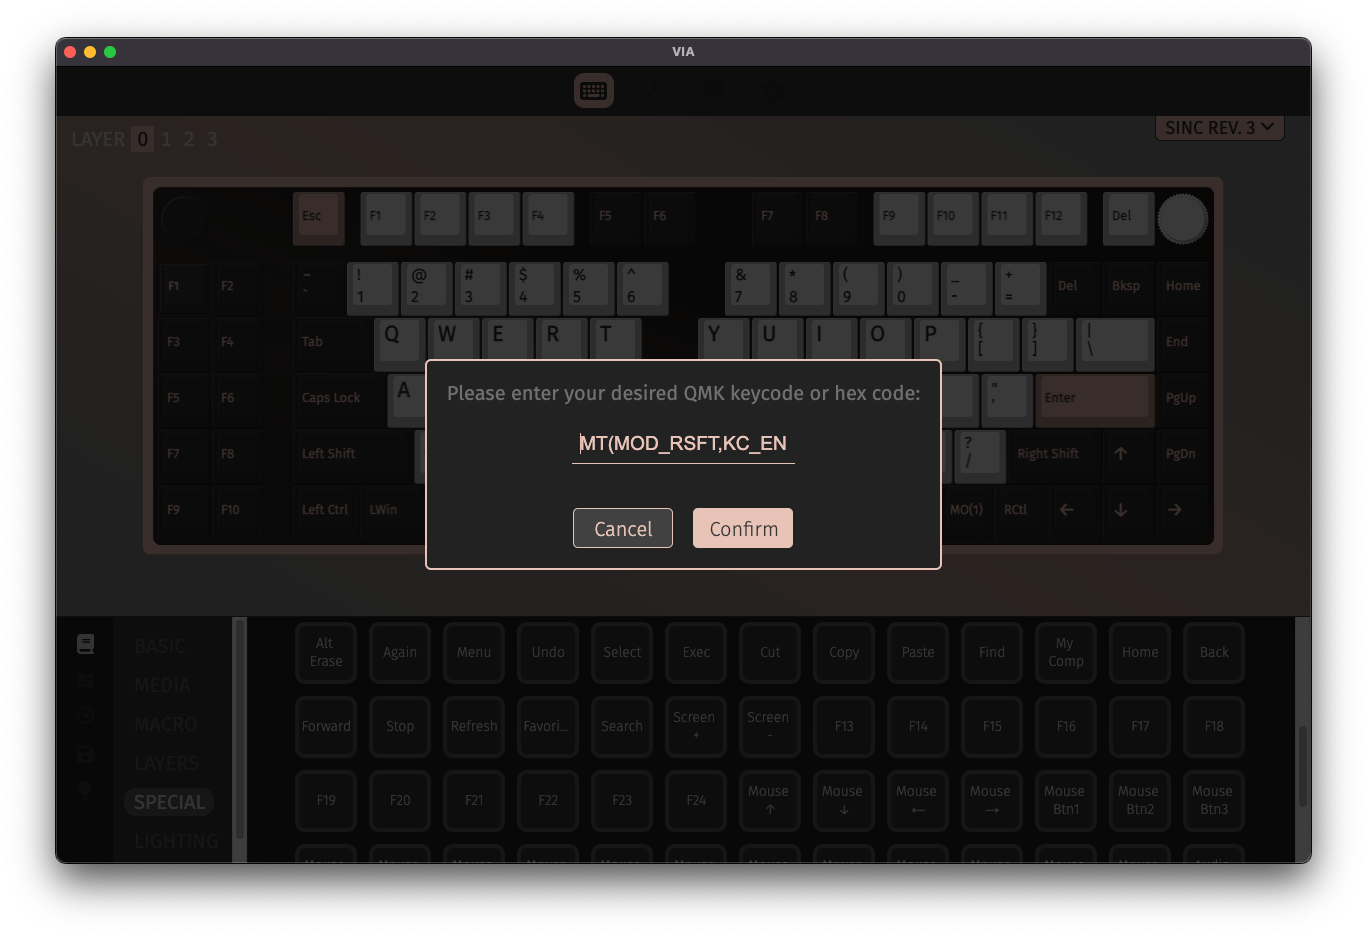 VIA
LAYER 0 1 2 3
SINC REV. 3
Esc F1 F2 F3 F4 F5 F6 F7 F8 F9 F10 F11 F12 Del
F1 F2 ~ ! @ # $ % ^ & * ( ) _ + Del Bksp Home
` 1 2 3 4 5 6 7 8 9 0 - =
F3 F4 Tab Q W E R T Y U I O P { } | End
[ ] \
F5 F6 Caps Lock A " Enter PgUp
'
F7 F8 Left Shift ? Right Shift ↑ PgDn
/
F9 F10 Left Ctrl LWin MO(1) RCtl ← ↓ →
Please enter your desired QMK keycode or hex code:
MT(MOD_RSFT,KC_EN
Cancel Confirm
BASIC
MEDIA
MACRO
LAYERS
SPECIAL
LIGHTING
Alt Erase Again Menu Undo Select Exec Cut Copy Paste Find My Comp Home Back
Forward Stop Refresh Favori... Search Screen + Screen - F13 F14 F15 F16 F17 F18
F19 F20 F21 F22 F23 F24 Mouse ↑ Mouse ↓ Mouse ← Mouse → Mouse Btn1 Mouse Btn2 Mouse Btn3